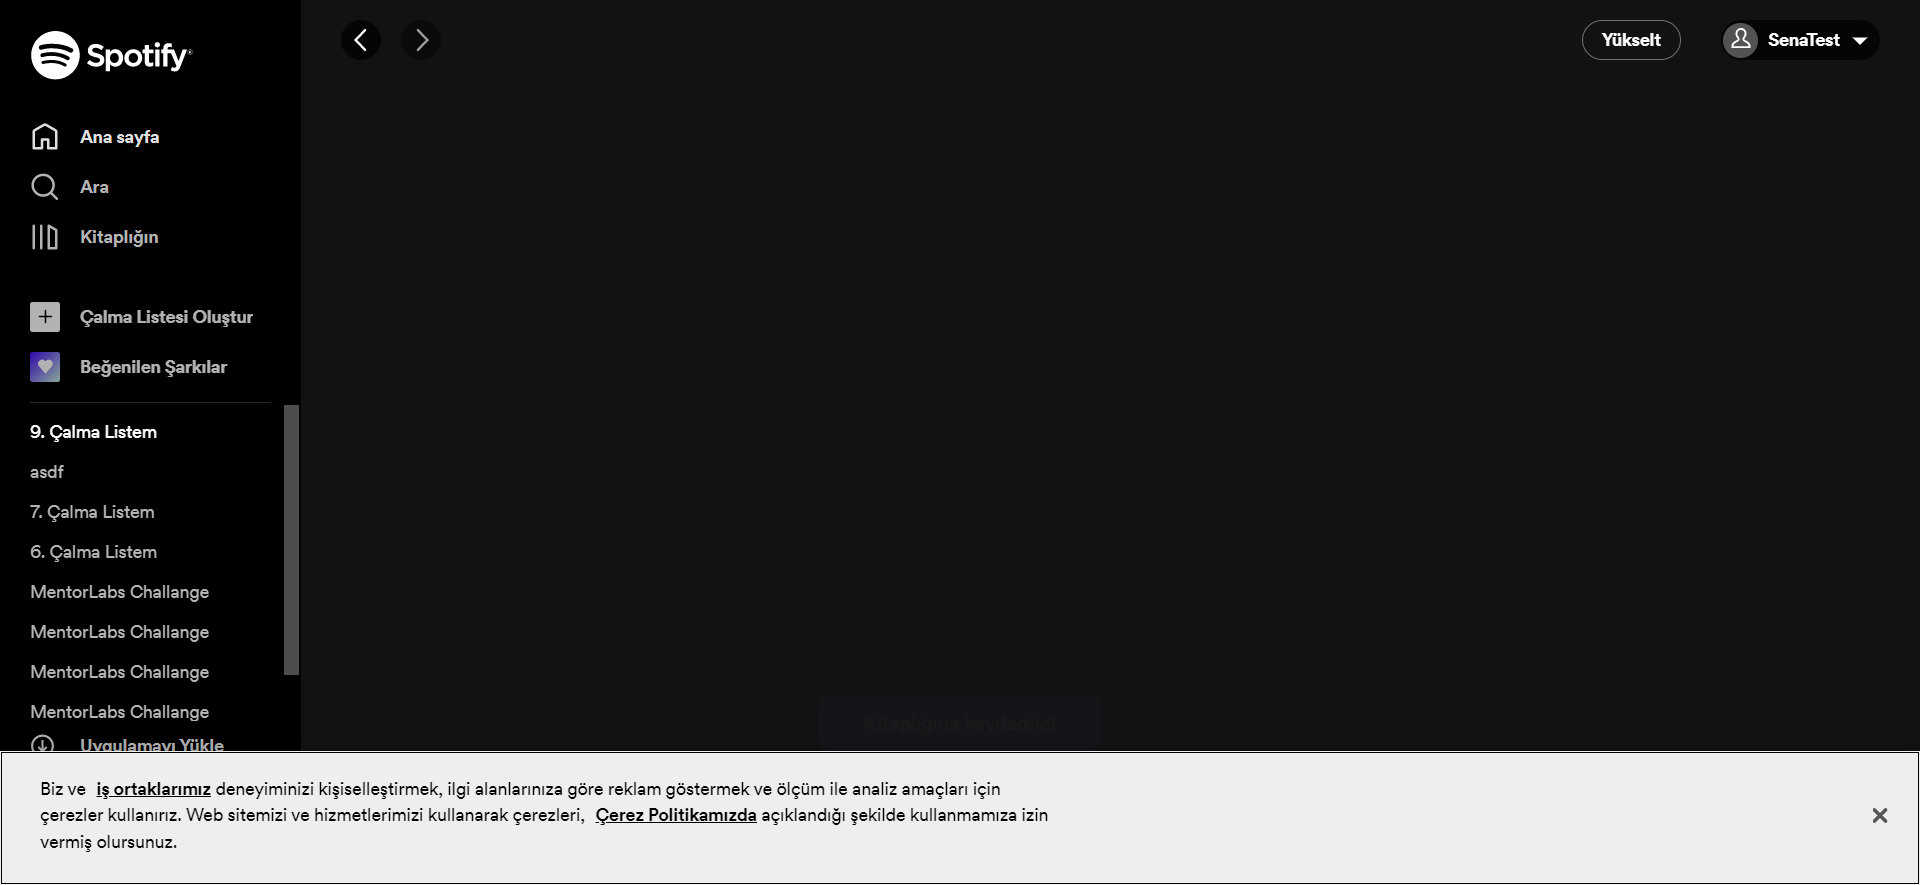 Spotify
Yükselt
SenaTest
Ana sayfa
Ara
Kitaplığın
Çalma Listesi Oluştur
Beğenilen Şarkılar
9. Çalma Listem
asdf
7. Çalma Listem
6. Çalma Listem
MentorLabs Challange
MentorLabs Challange
MentorLabs Challange
MentorLabs Challange
Kitaplığına kaydedildi
Uygulamayı Yükle
Biz ve iş ortaklarımız deneyiminizi kişiselleştirmek, ilgi alanlarınıza göre reklam göstermek ve ölçüm ile analiz amaçları için
çerezler kullanırız. Web sitemizi ve hizmetlerimizi kullanarak çerezleri, Çerez Politikamızda açıklandığı şekilde kullanmamıza izin
vermiş olursunuz.